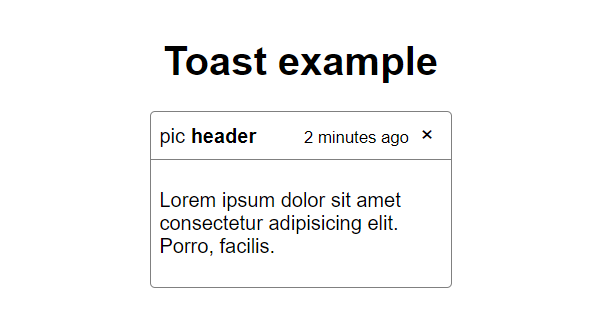 Toast example
pic header 2 minutes ago ×
Lorem ipsum dolor sit amet
consectetur adipisicing elit.
Porro, facilis.